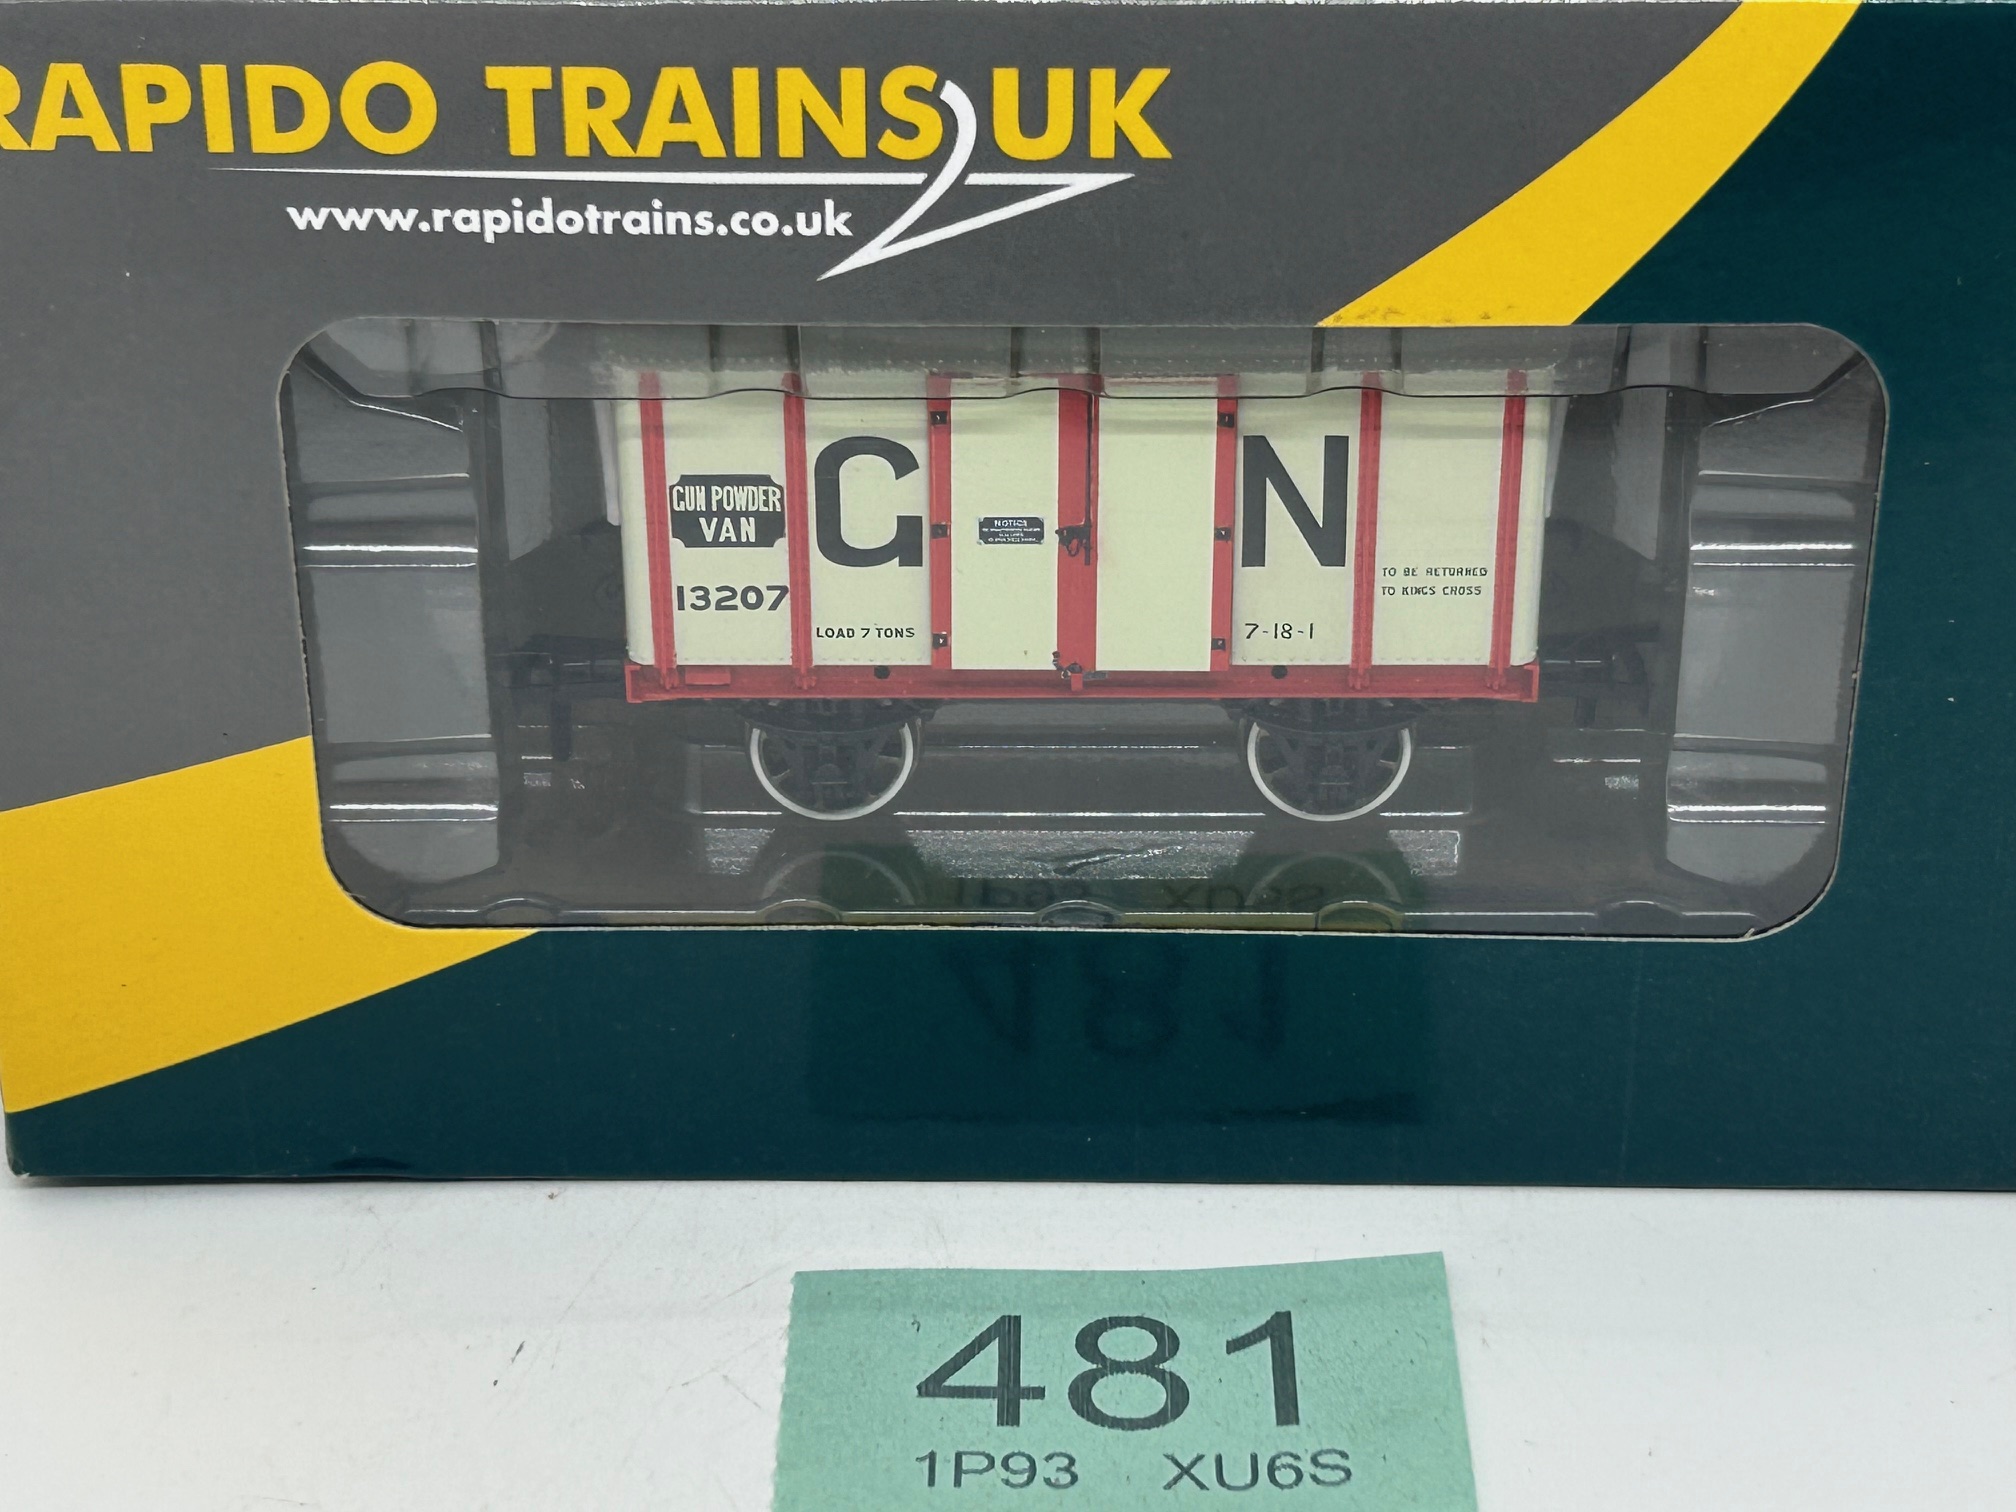 RAPIDO TRAINS UK
www.rapidotrains.co.uk
GUN POWDER
VAN
G N
NOTICE
13207
LOAD 7 TONS
7-18-1
TO BE RETURNED
TO KINGS CROSS
481
1P93 XU6S